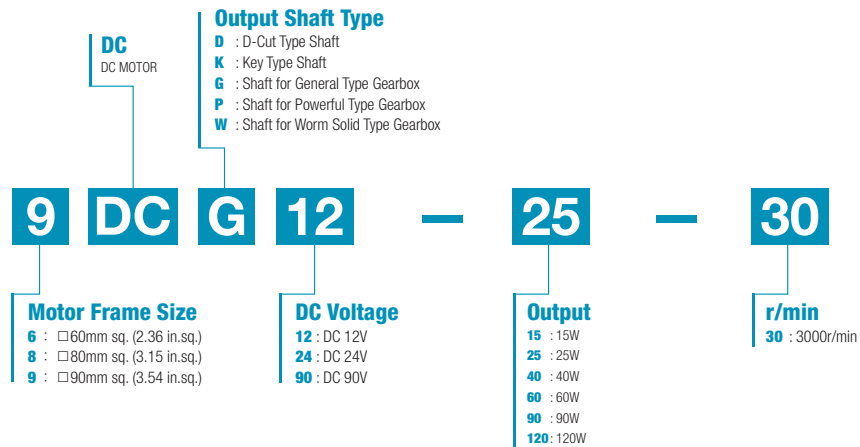 Output Shaft Type
D : D-Cut Type Shaft
K : Key Type Shaft
G : Shaft for General Type Gearbox
P : Shaft for Powerful Type Gearbox
W : Shaft for Worm Solid Type Gearbox
DC
DC MOTOR
9 DC G 12 — 25 — 30
Motor Frame Size
6 : □60mm sq. (2.36 in.sq.)
8 : □80mm sq. (3.15 in.sq.)
9 : □90mm sq. (3.54 in.sq.)
DC Voltage
12 : DC 12V
24 : DC 24V
90 : DC 90V
Output
15 : 15W
25 : 25W
40 : 40W
60 : 60W
90 : 90W
120 : 120W
r/min
30 : 3000r/min